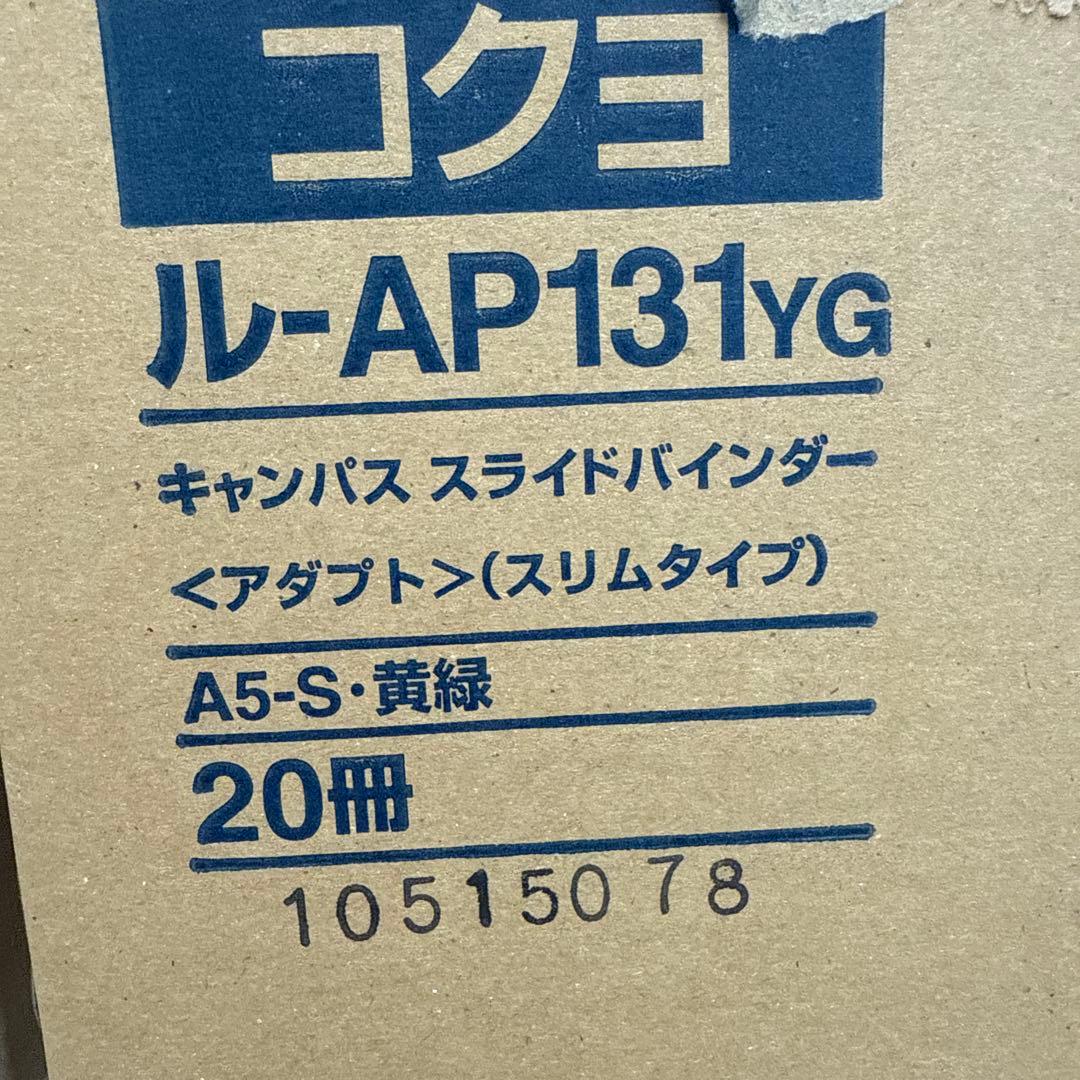 コクヨ
ル-AP131YG
キャンパス スライドバインダー
<アダプト>(スリムタイプ)
A5-S・黄緑
20冊
10515078